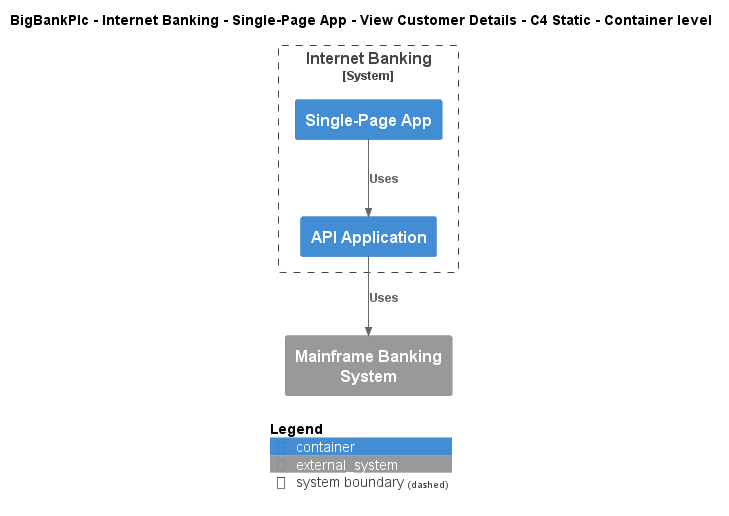 BigBankPlc - Internet Banking - Single-Page App - View Customer Details - C4 Static - Container level
Internet Banking
[System]
Single-Page App
Uses
API Application
Uses
Mainframe Banking
System
Legend
container
external_system
system boundary (dashed)